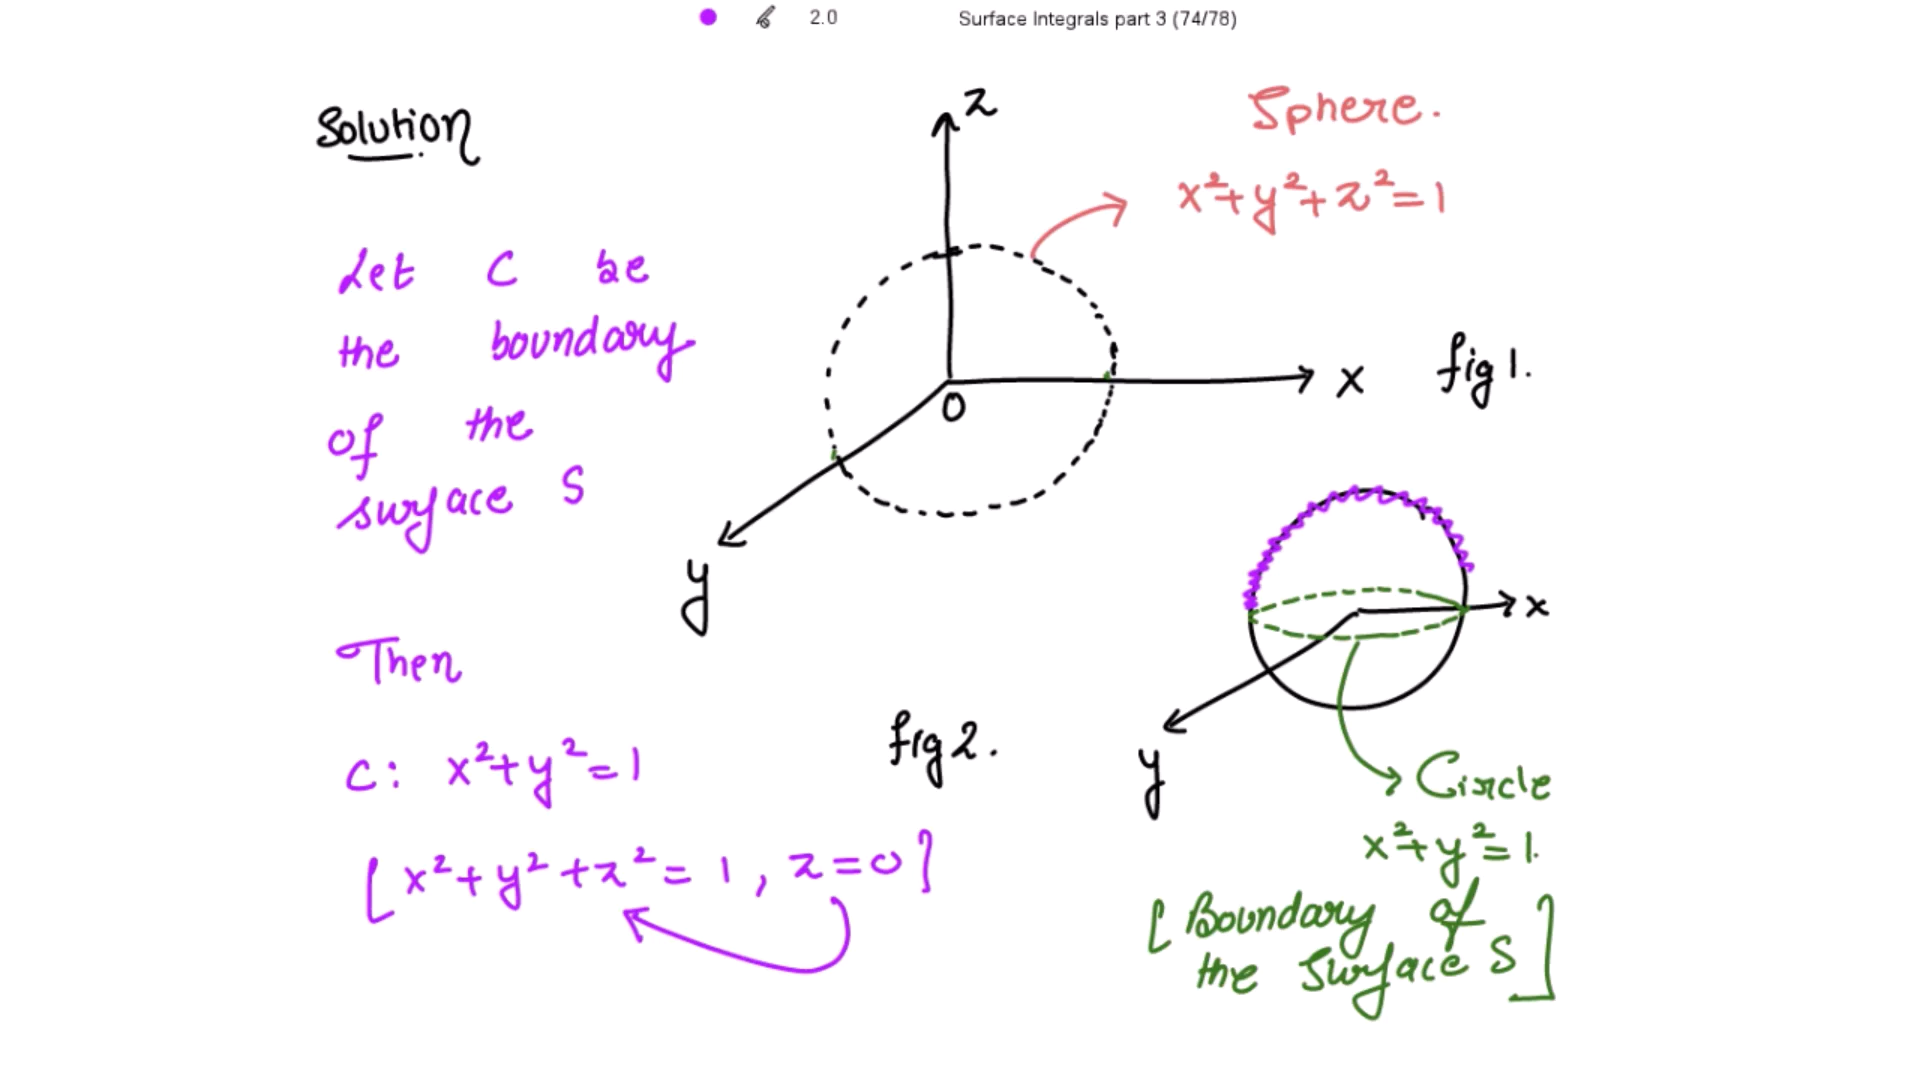 2.0 Surface Integrals part 3 (74/78)
Solution
Let C be
the boundary
of the
surface S
Then
C: x²+y²=1
[x²+y²+z²=1, z=0]
z
Sphere.
x²+y²+z²=1
x
fig 1.
O
y
fig 2.
x
y
Circle
x²+y²=1.
[Boundary of
the Surface S]